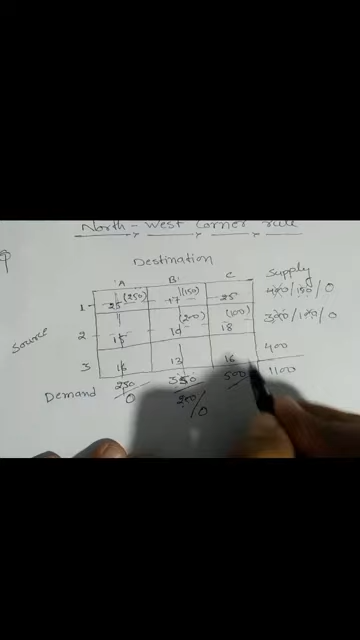 North-West Corner rule
Destination
A B C Supply
1 25 (250) 17 (150) 25 400/150/0
Source
2 15 10 (200) 18 (100) 300/100/0
3 16 13 16 400
Demand 250 350 500 1100
0 200/0